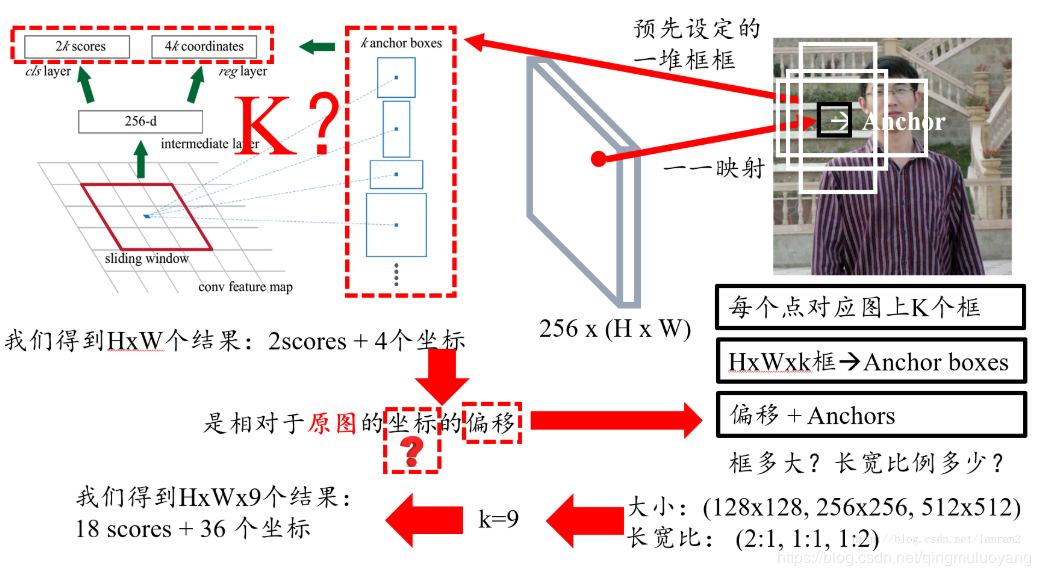 2k scores
4k coordinates
cls layer
reg layer
256-d
intermediate layer
K?
sliding window
conv feature map
k anchor boxes
预先设定的
一堆框框
→ Anchor
一一映射
256 x (H x W)
每个点对应图上K个框
HxWxk框→Anchor boxes
偏移 + Anchors
我们得到HxW个结果：2scores + 4个坐标
是相对于原图的坐标的偏移
?
框多大？长宽比例多少？
大小：(128x128, 256x256, 512x512)
长宽比： (2:1, 1:1, 1:2)
k=9
我们得到HxWx9个结果：
18 scores + 36 个坐标
blog.csdn.net/lanran2
https://blog.csdn.net/qingmuluoyang